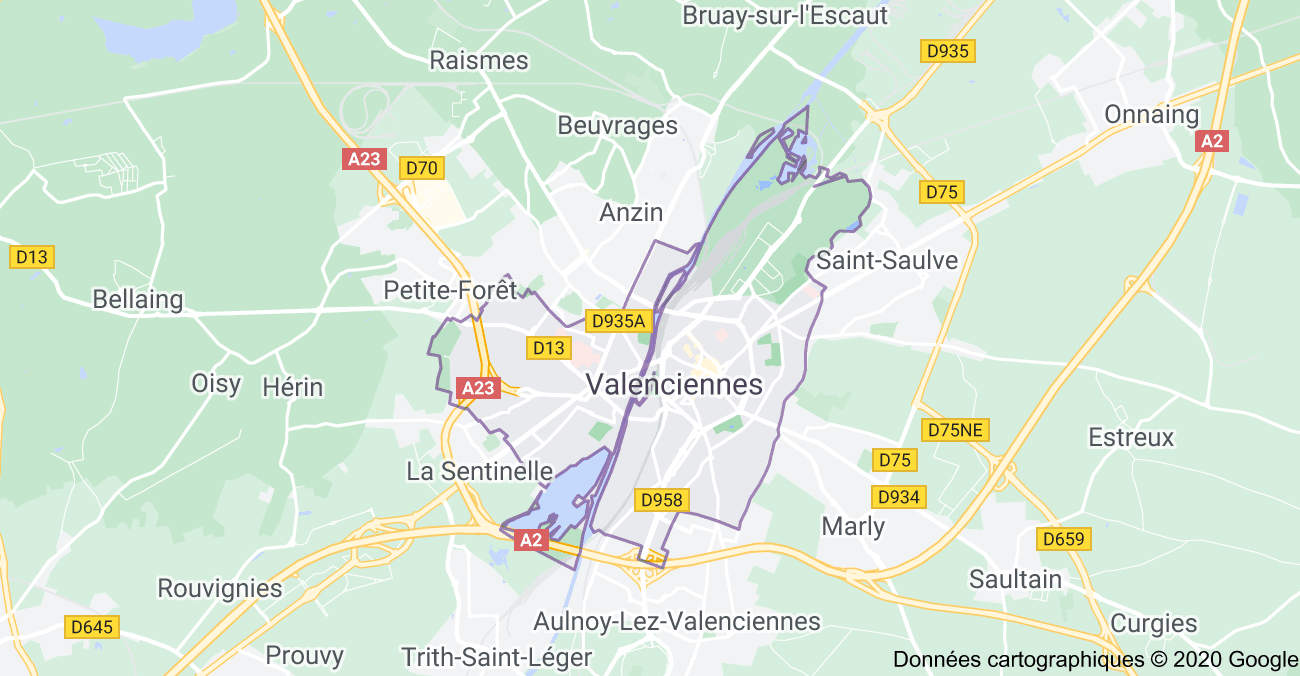 Bruay-sur-l'Escaut
D935
Raismes
Onnaing
Beuvrages
A2
A23
D70
D75
Anzin
D13
Saint-Saulve
Petite-Forêt
Bellaing
D935A
D13
Oisy
Hérin
A23
Valenciennes
D75NE
Estreux
D75
La Sentinelle
D934
D958
Marly
A2
D659
Saultain
Rouvignies
D645
Aulnoy-Lez-Valenciennes
Curgies
Prouvy
Trith-Saint-Léger
Données cartographiques © 2020 Google